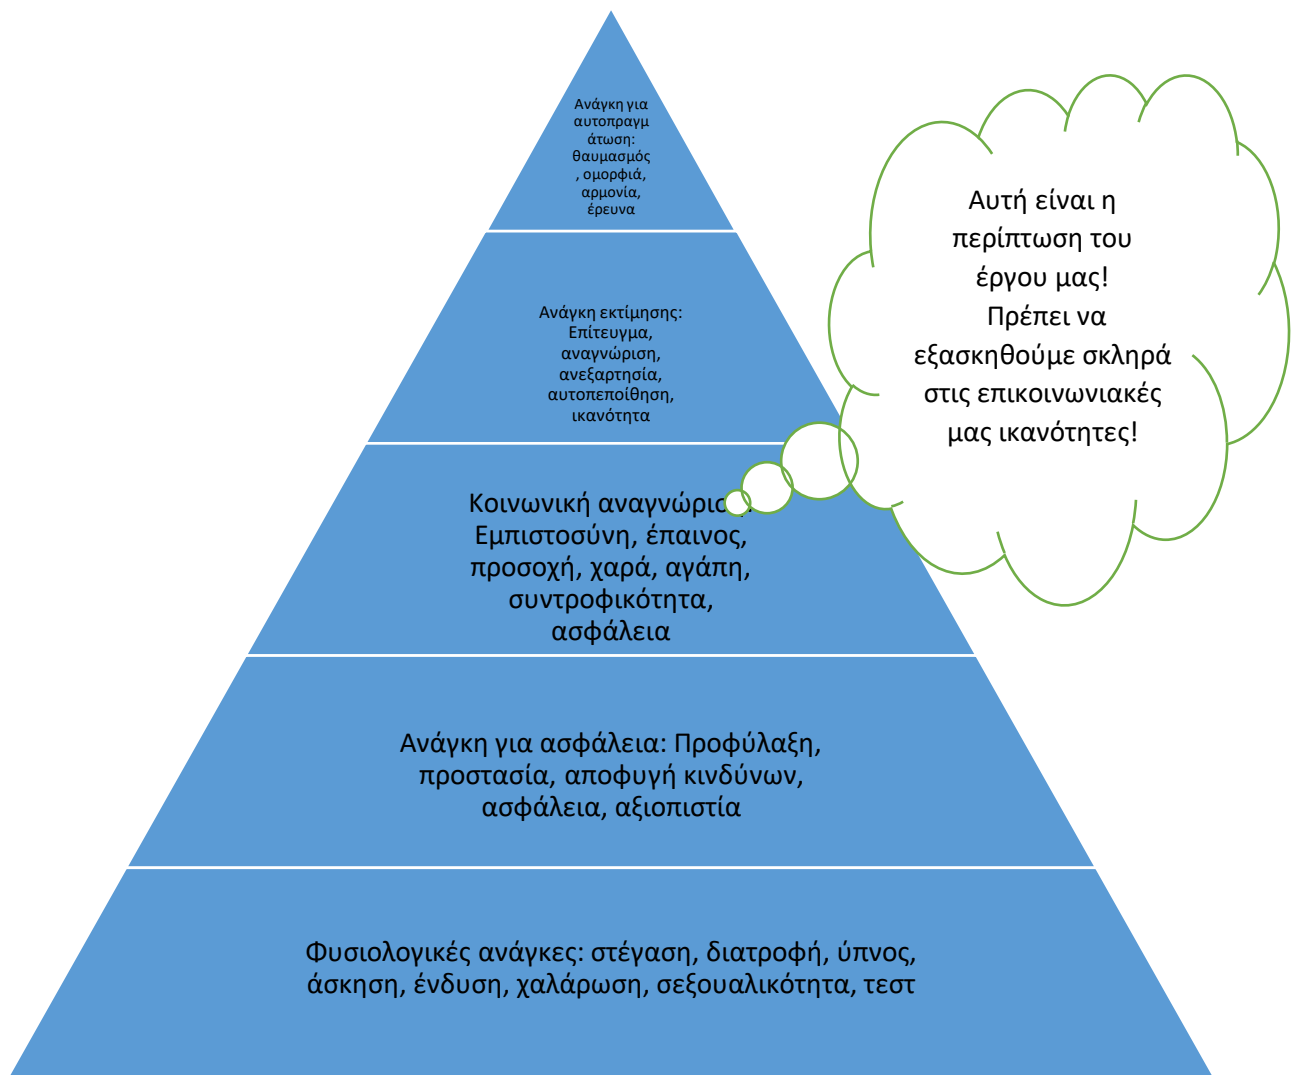 Ανάγκη για
αυτοπραγμ
άτωση:
θαυμασμός
, ομορφιά,
αρμονία,
έρευνα
Αυτή είναι η
περίπτωση του
έργου μας!
Πρέπει να
εξασκηθούμε σκληρά
στις επικοινωνιακές
μας ικανότητες!
Ανάγκη εκτίμησης:
Επίτευγμα,
αναγνώριση,
ανεξαρτησία,
αυτοπεποίθηση,
ικανότητα
Κοινωνική
Εμπιστοσύνη, έπαινος,
προσοχή, χαρά, αγάπη,
συντροφικότητα,
ασφάλεια
Ανάγκη για ασφάλεια: Προφύλαξη,
προστασία, αποφυγή κινδύνων,
ασφάλεια, αξιοπιστία
Φυσιολογικές ανάγκες: στέγαση, διατροφή, ύπνος,
άσκηση, ένδυση, χαλάρωση, σεξουαλικότητα, τεστ